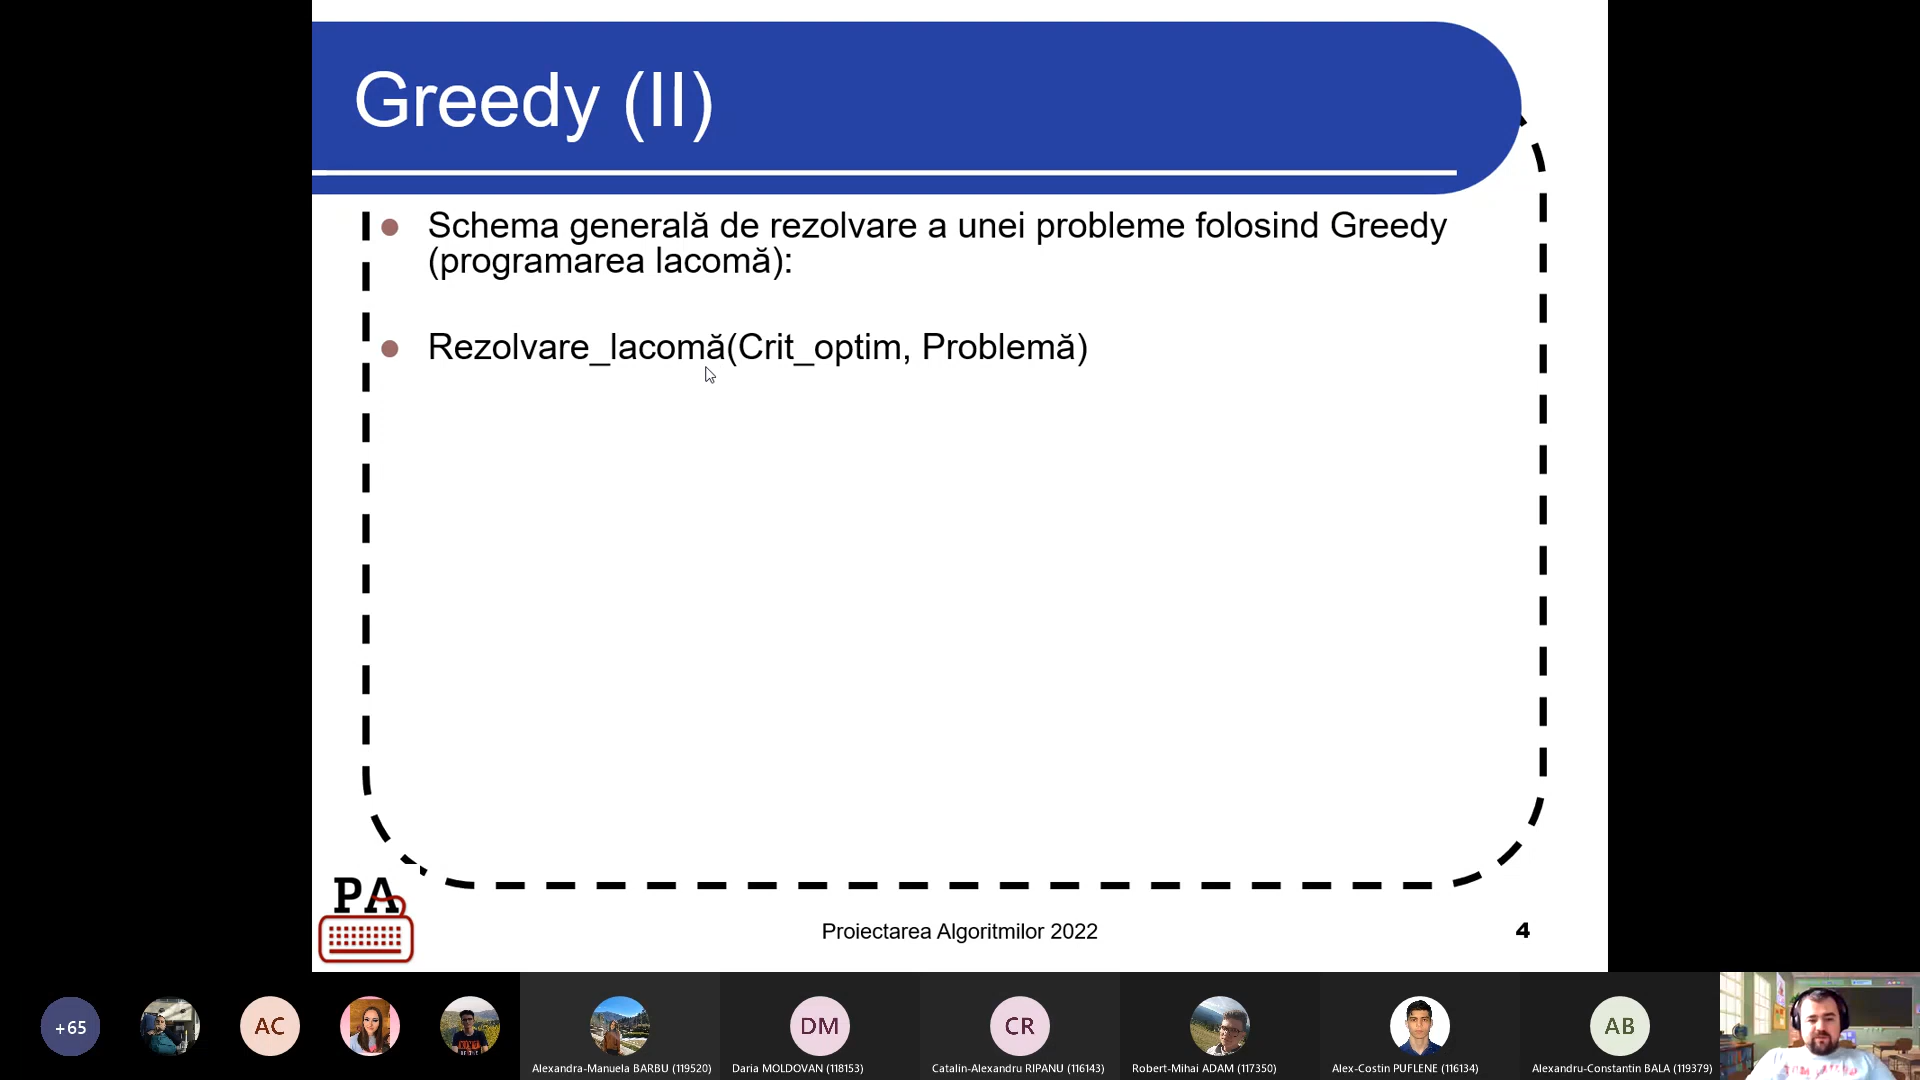 Greedy (II)
Schema generală de rezolvare a unei probleme folosind Greedy
(programarea lacomă):
Rezolvare_lacomă(Crit_optim, Problemă)
PA
Proiectarea Algoritmilor 2022
4
+65
AC
DM
CR
AB
Alexandra-Manuela BARBU (119520)
Daria MOLDOVAN (118153)
Catalin-Alexandru RIPANU (116143)
Robert-Mihai ADAM (117350)
Alex-Costin PUFLENE (116134)
Alexandru-Constantin BALA (119379)